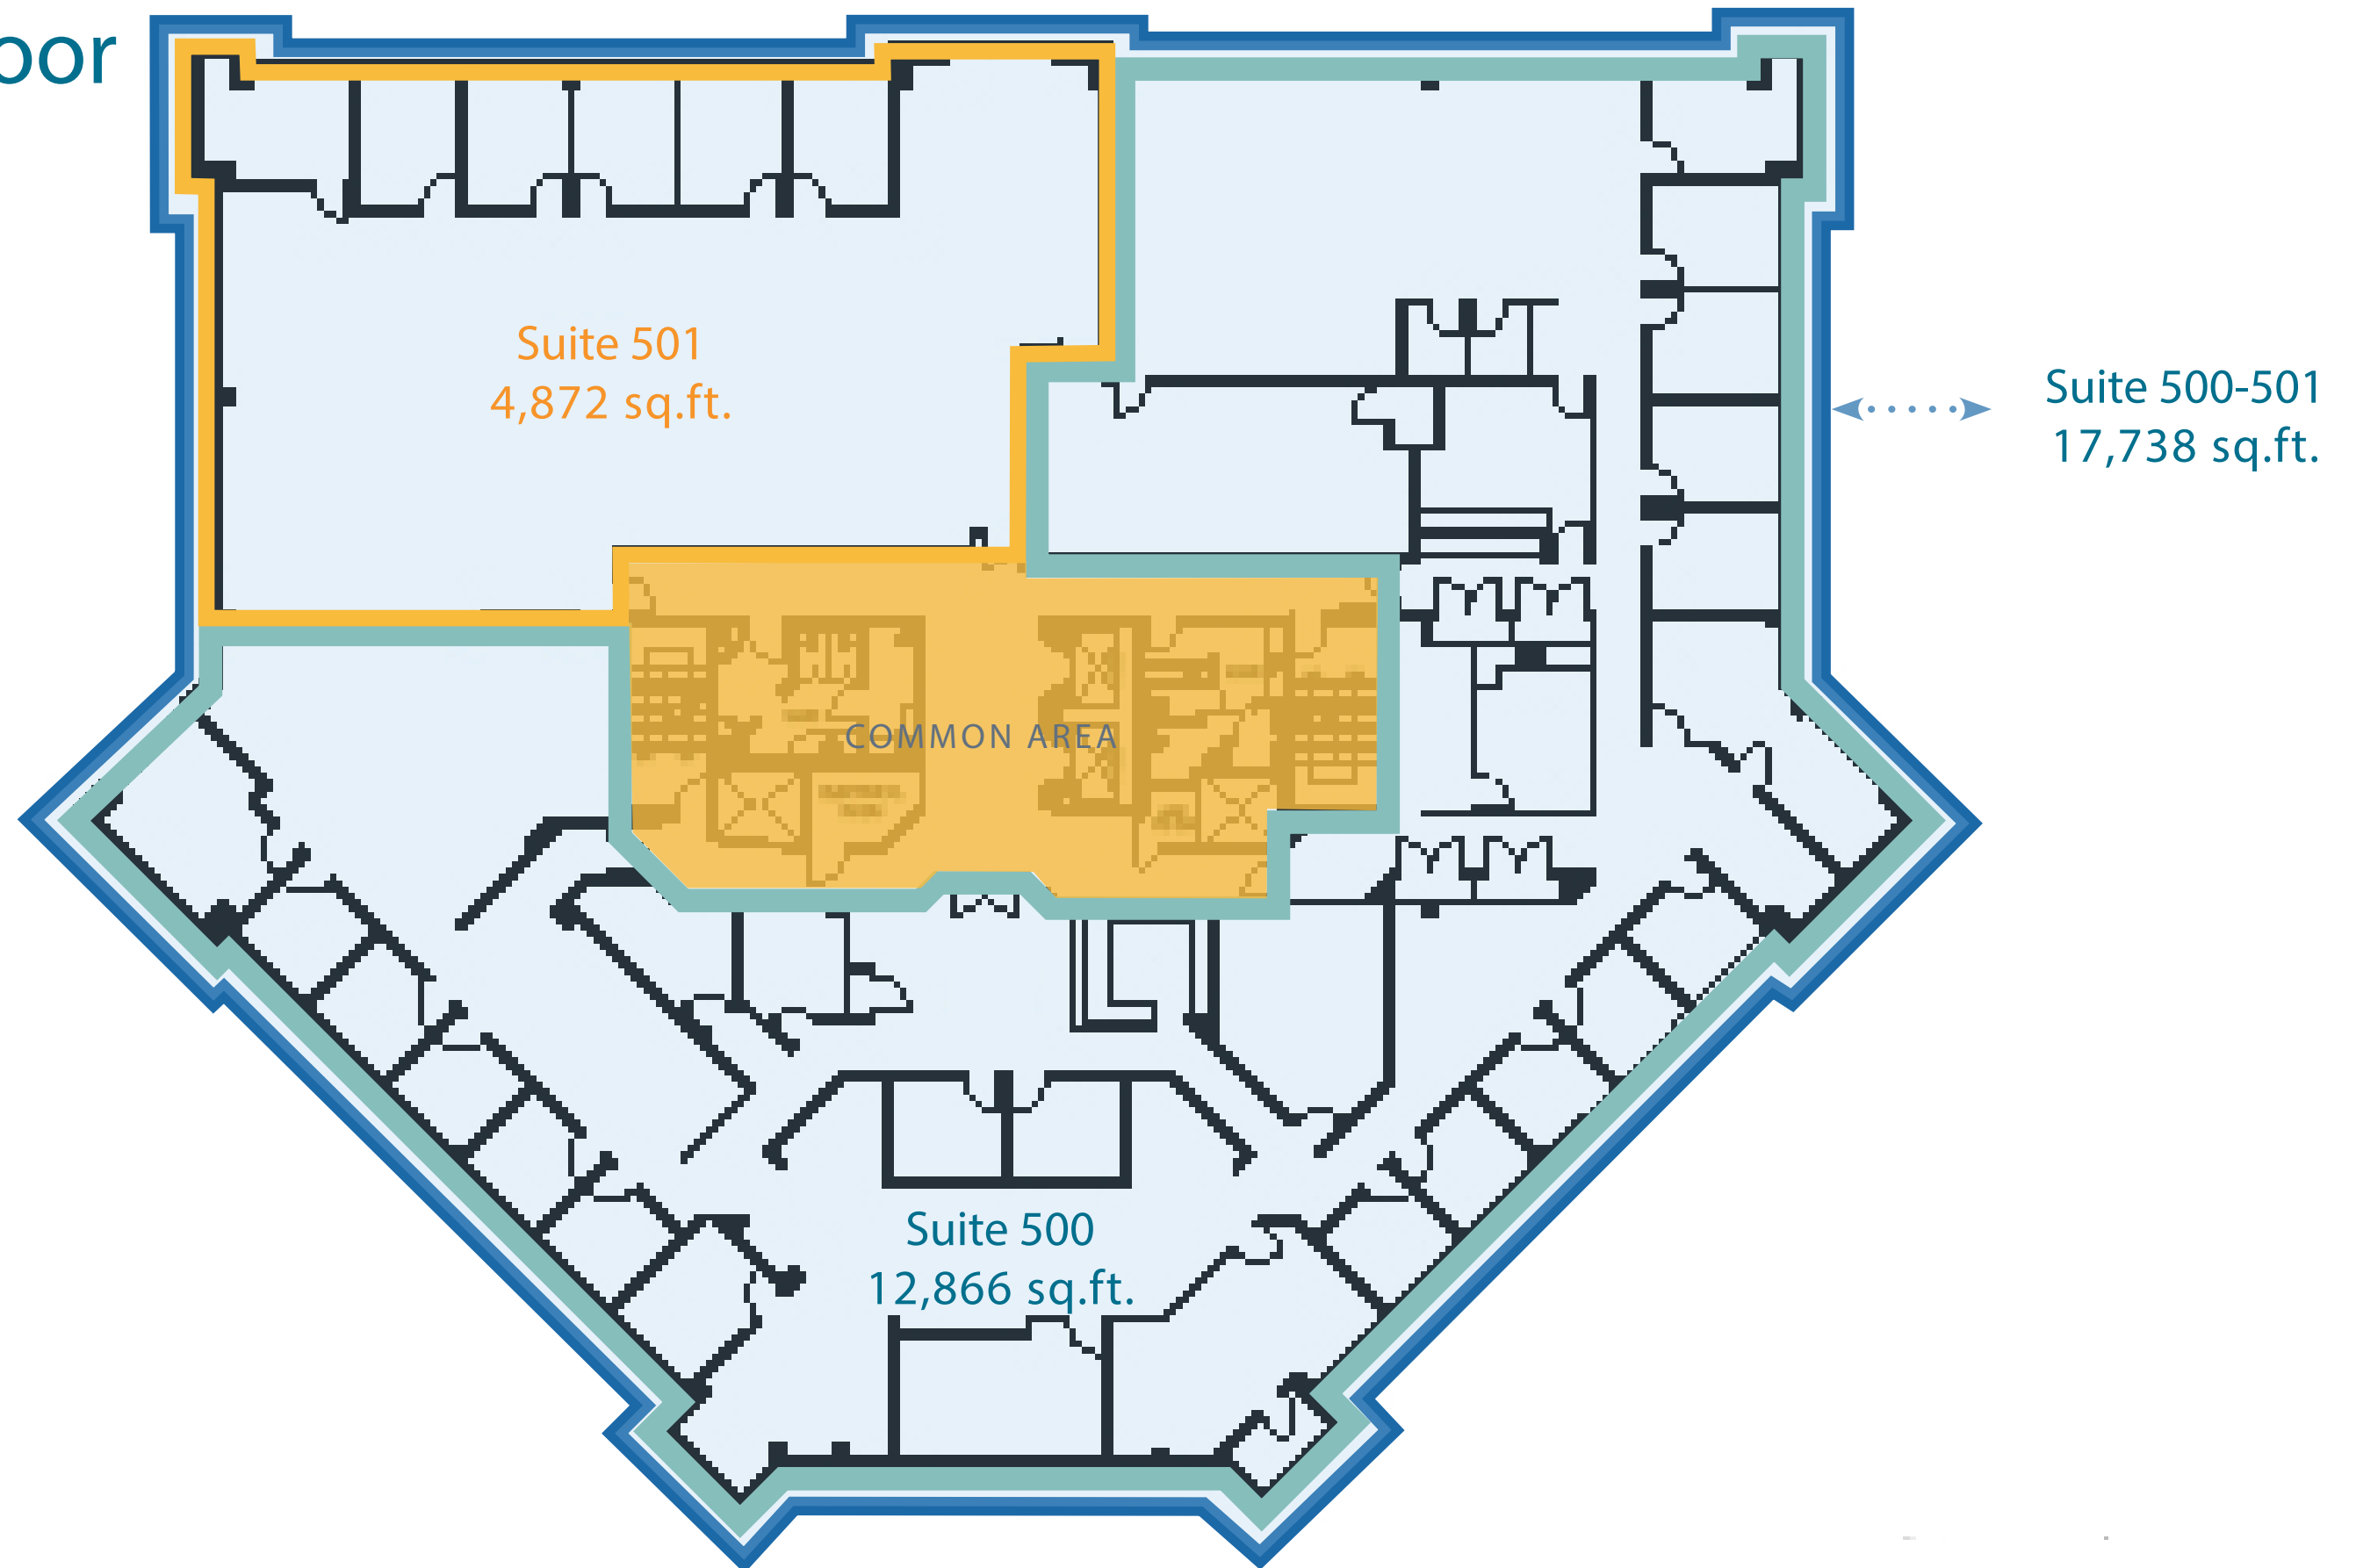 oor
Suite 501
4,872 sq.ft.
Suite 500-501
17,738 sq.ft.
COMMON AREA
Suite 500
12,866 sq.ft.